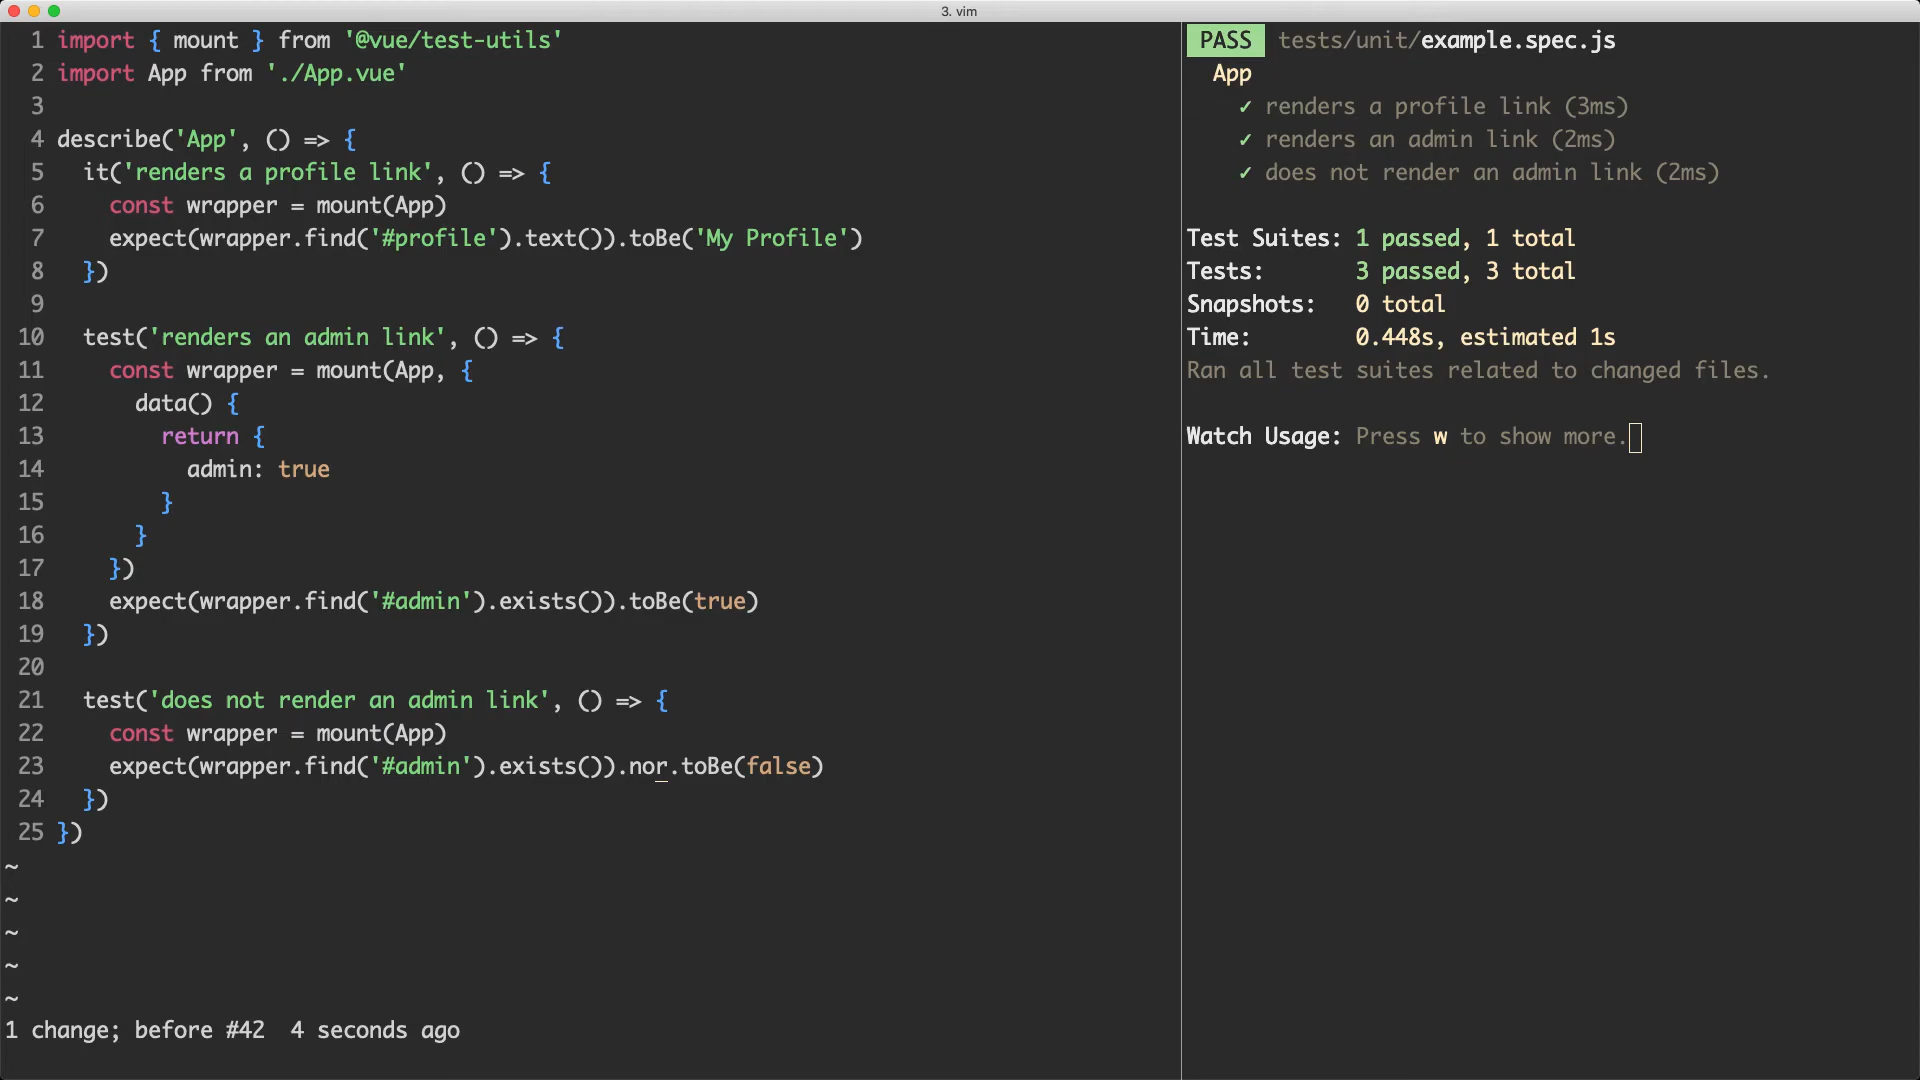 3. vim
1 import { mount } from '@vue/test-utils'
2 import App from './App.vue'
3
4 describe('App', () => {
5   it('renders a profile link', () => {
6     const wrapper = mount(App)
7     expect(wrapper.find('#profile').text()).toBe('My Profile')
8   })
9
10   test('renders an admin link', () => {
11     const wrapper = mount(App, {
12       data() {
13         return {
14           admin: true
15         }
16       }
17     })
18     expect(wrapper.find('#admin').exists()).toBe(true)
19   })
20
21   test('does not render an admin link', () => {
22     const wrapper = mount(App)
23     expect(wrapper.find('#admin').exists()).nor.toBe(false)
24   })
25 })
~
~
~
~
~
1 change; before #42  4 seconds ago
PASS tests/unit/example.spec.js
App
✓ renders a profile link (3ms)
✓ renders an admin link (2ms)
✓ does not render an admin link (2ms)
Test Suites: 1 passed, 1 total
Tests: 3 passed, 3 total
Snapshots: 0 total
Time: 0.448s, estimated 1s
Ran all test suites related to changed files.
Watch Usage: Press w to show more.